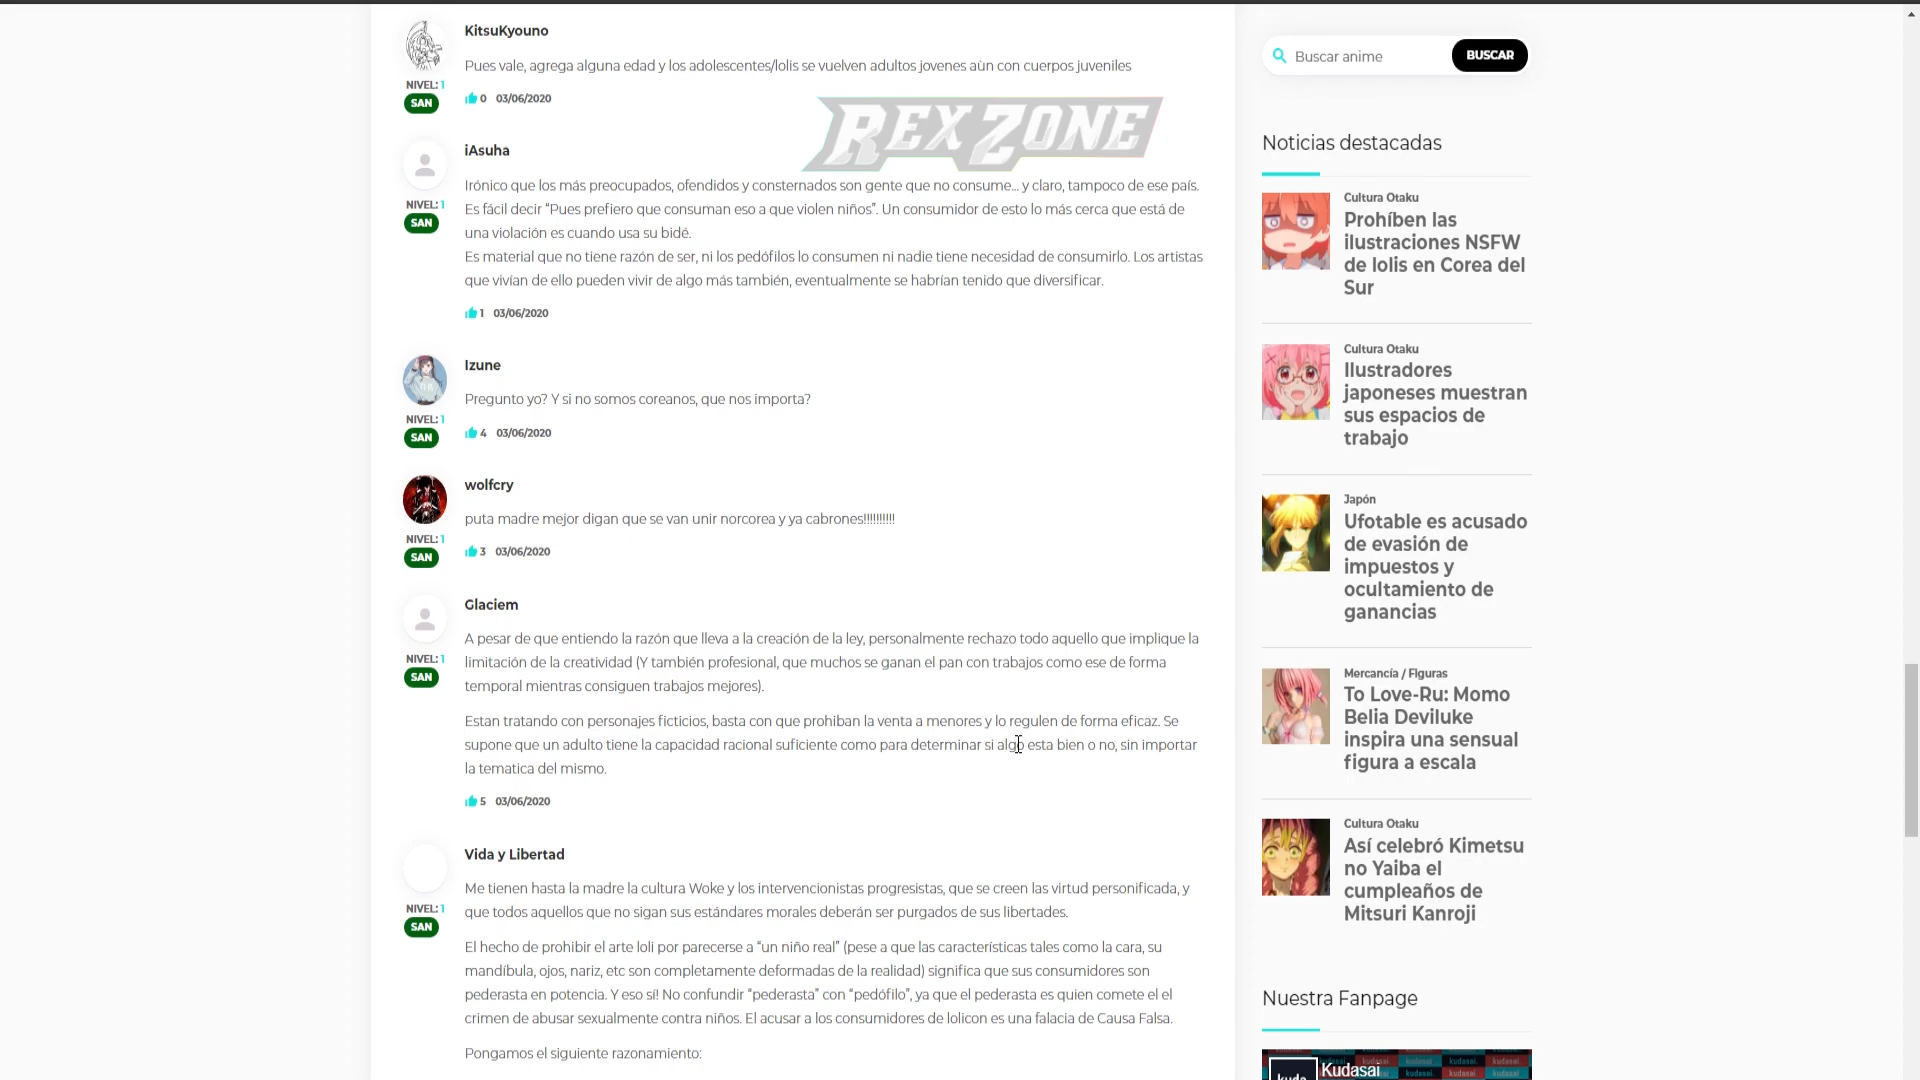 KitsuKyouno
Pues vale, agrega alguna edad y los adolescentes/lolis se vuelven adultos jovenes aùn con cuerpos juveniles
NIVEL: 1
SAN
0 03/06/2020
REX ZONE
iAsuha
Irónico que los más preocupados, ofendidos y consternados son gente que no consume... y claro, tampoco de ese país.
Es fácil decir “Pues prefiero que consuman eso a que violen niños”. Un consumidor de esto lo más cerca que está de
una violación es cuando usa su bidé.
Es material que no tiene razón de ser, ni los pedófilos lo consumen ni nadie tiene necesidad de consumirlo. Los artistas
que vivían de ello pueden vivir de algo más también, eventualmente se habrían tenido que diversificar.
NIVEL: 1
SAN
1 03/06/2020
Izune
Pregunto yo? Y si no somos coreanos, que nos importa?
NIVEL: 1
SAN
4 03/06/2020
wolfcry
puta madre mejor digan que se van unir norcorea y ya cabrones!!!!!!!!!!
NIVEL: 1
SAN
3 03/06/2020
Glaciem
A pesar de que entiendo la razón que lleva a la creación de la ley, personalmente rechazo todo aquello que implique la
limitación de la creatividad (Y también profesional, que muchos se ganan el pan con trabajos como ese de forma
temporal mientras consiguen trabajos mejores).
Estan tratando con personajes ficticios, basta con que prohiban la venta a menores y lo regulen de forma eficaz. Se
supone que un adulto tiene la capacidad racional suficiente como para determinar si algo esta bien o no, sin importar
la tematica del mismo.
NIVEL: 1
SAN
5 03/06/2020
Vida y Libertad
Me tienen hasta la madre la cultura Woke y los intervencionistas progresistas, que se creen las virtud personificada, y
que todos aquellos que no sigan sus estándares morales deberán ser purgados de sus libertades.
El hecho de prohibir el arte loli por parecerse a “un niño real” (pese a que las características tales como la cara, su
mandíbula, ojos, nariz, etc son completamente deformadas de la realidad) significa que sus consumidores son
pederasta en potencia. Y eso sí! No confundir “pederasta” con “pedófilo”, ya que el pederasta es quien comete el el
crimen de abusar sexualmente contra niños. El acusar a los consumidores de lolicon es una falacia de Causa Falsa.
Pongamos el siguiente razonamiento:
NIVEL: 1
SAN
Buscar anime
BUSCAR
Noticias destacadas
Cultura Otaku
Prohíben las
ilustraciones NSFW
de lolis en Corea del
Sur
Cultura Otaku
Ilustradores
japoneses muestran
sus espacios de
trabajo
Japón
Ufotable es acusado
de evasión de
impuestos y
ocultamiento de
ganancias
Mercancía / Figuras
To Love-Ru: Momo
Belia Deviluke
inspira una sensual
figura a escala
Cultura Otaku
Así celebró Kimetsu
no Yaiba el
cumpleaños de
Mitsuri Kanroji
Nuestra Fanpage
Kudasai